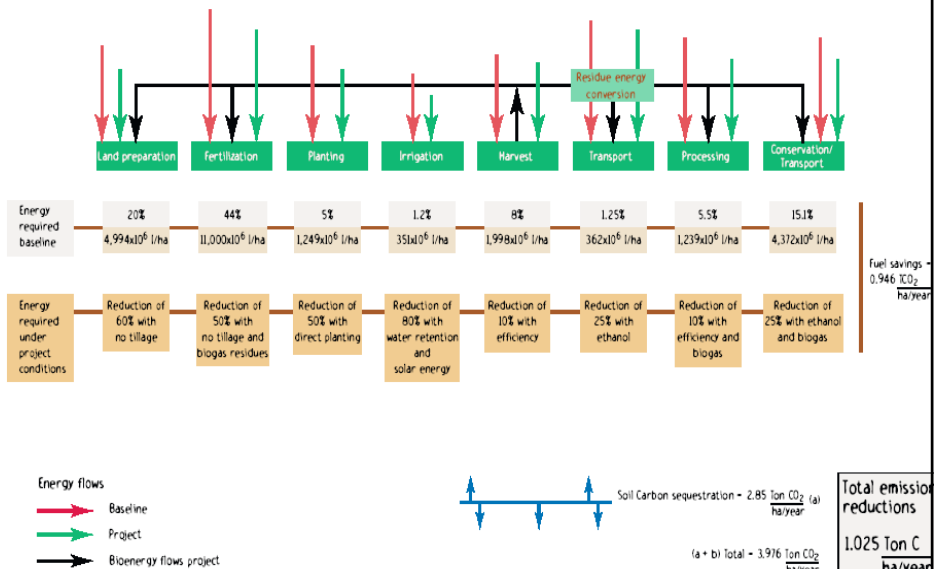 Residue energy
conversion
Land preparation
Fertilization
Planting
Irrigation
Harvest
Transport
Processing
Conservation/
Transport
Energy
required
baseline
20%
44%
5%
1.2%
8%
1.25%
5.5%
15.1%
4,994x10⁶ l/ha
11,000x10⁶ l/ha
1,249x10⁶ l/ha
351x10⁶ l/ha
1,998x10⁶ l/ha
362x10⁶ l/ha
1,239x10⁶ l/ha
4,372x10⁶ l/ha
Fuel savings =
0.946 TCO₂
ha/year
Energy
required
under
project
conditions
Reduction of
60% with
no tillage
Reduction of
50% with
no tillage and
biogas residues
Reduction of
50% with
direct planting
Reduction of
80% with
water retention
and
solar energy
Reduction of
10% with
efficiency
Reduction of
25% with
ethanol
Reduction of
10% with
efficiency and
biogas
Reduction of
25% with ethanol
and biogas
Energy flows
Baseline
Project
Bioenergy flows project
Soil Carbon sequestration = 2.85 Ton CO₂ (a)
ha/year
(a + b) Total = 3,976 Ton CO₂
ha/year
Total emission
reductions
1.025 Ton C
ha/year